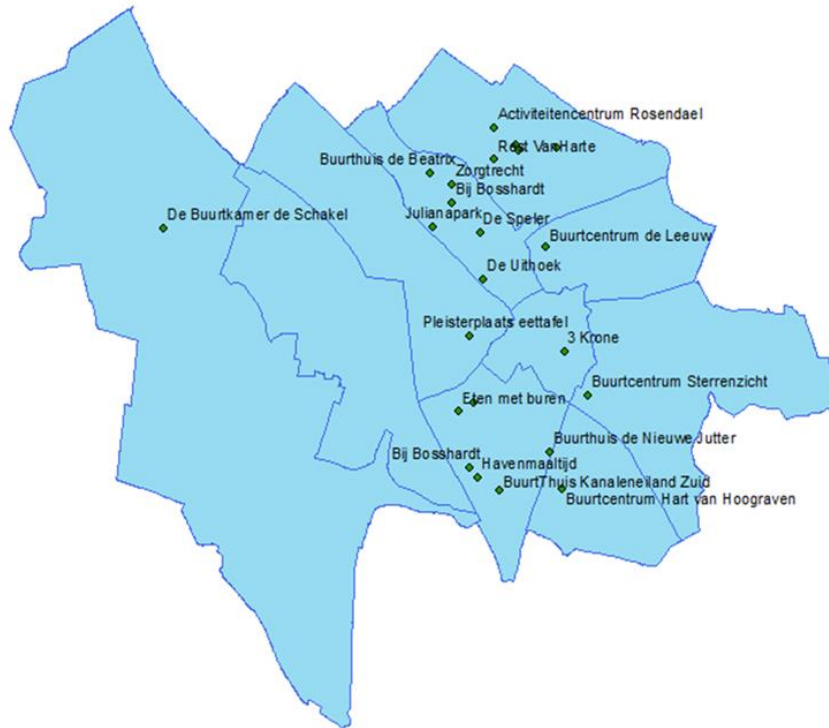 Activiteitencentrum Rosendael
Rest VanHarte
Buurthuis de Beatrix
Zorgtrecht
Bij Bosshardt
De Buurtkamer de Schakel
Julianapark
De Speler
Buurtcentrum de Leeuw
De Uithoek
Pleisterplaats eettafel
3 Krone
Buurtcentrum Sterrenzicht
Eten met buren
Buurthuis de Nieuwe Jutter
Bij Bosshardt
Havenmaaltijd
BuurtThuis Kanaleneiland Zuid
Buurtcentrum Hart van Hoograven